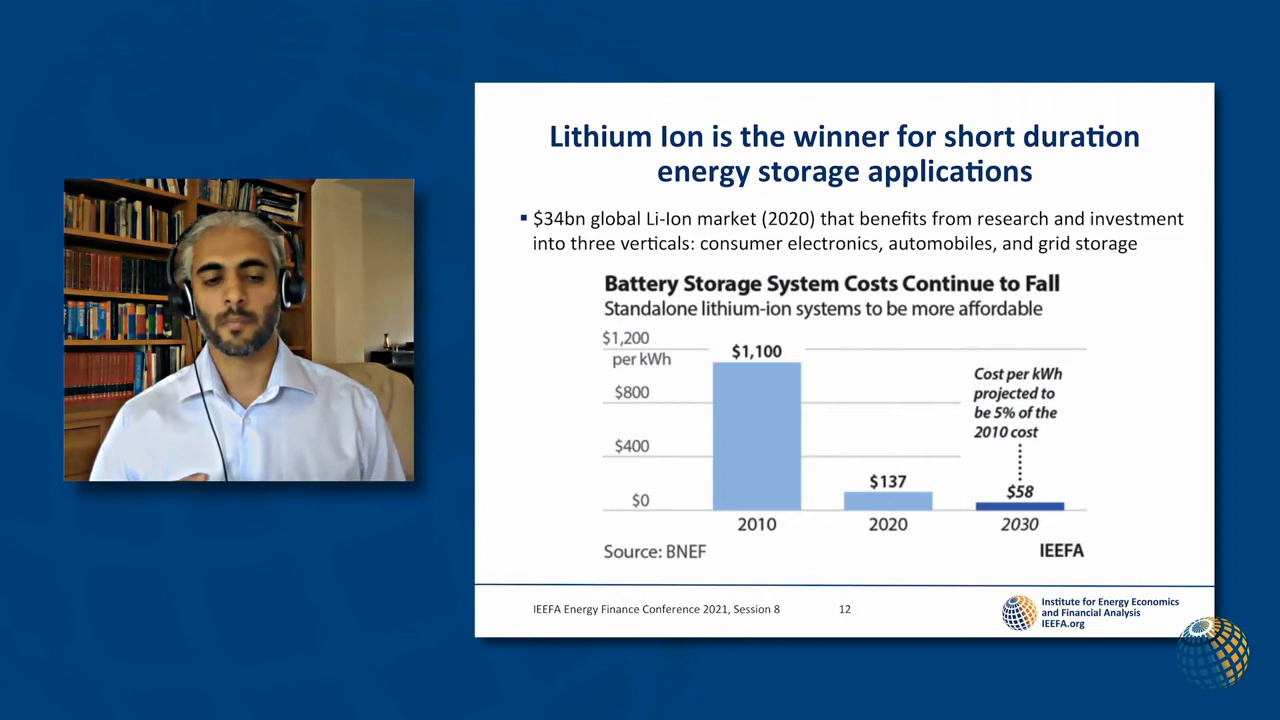 Lithium Ion is the winner for short duration
energy storage applications
▪ $34bn global Li-Ion market (2020) that benefits from research and investment
into three verticals: consumer electronics, automobiles, and grid storage
Battery Storage System Costs Continue to Fall
Standalone lithium-ion systems to be more affordable
$1,200
per kWh
$1,100
$800
Cost per kWh
projected to
be 5% of the
2010 cost
$400
$137
$58
$0
2010 2020 2030
Source: BNEF IEEFA
IEEFA Energy Finance Conference 2021, Session 8 12
Institute for Energy Economics
and Financial Analysis
IEEFA.org